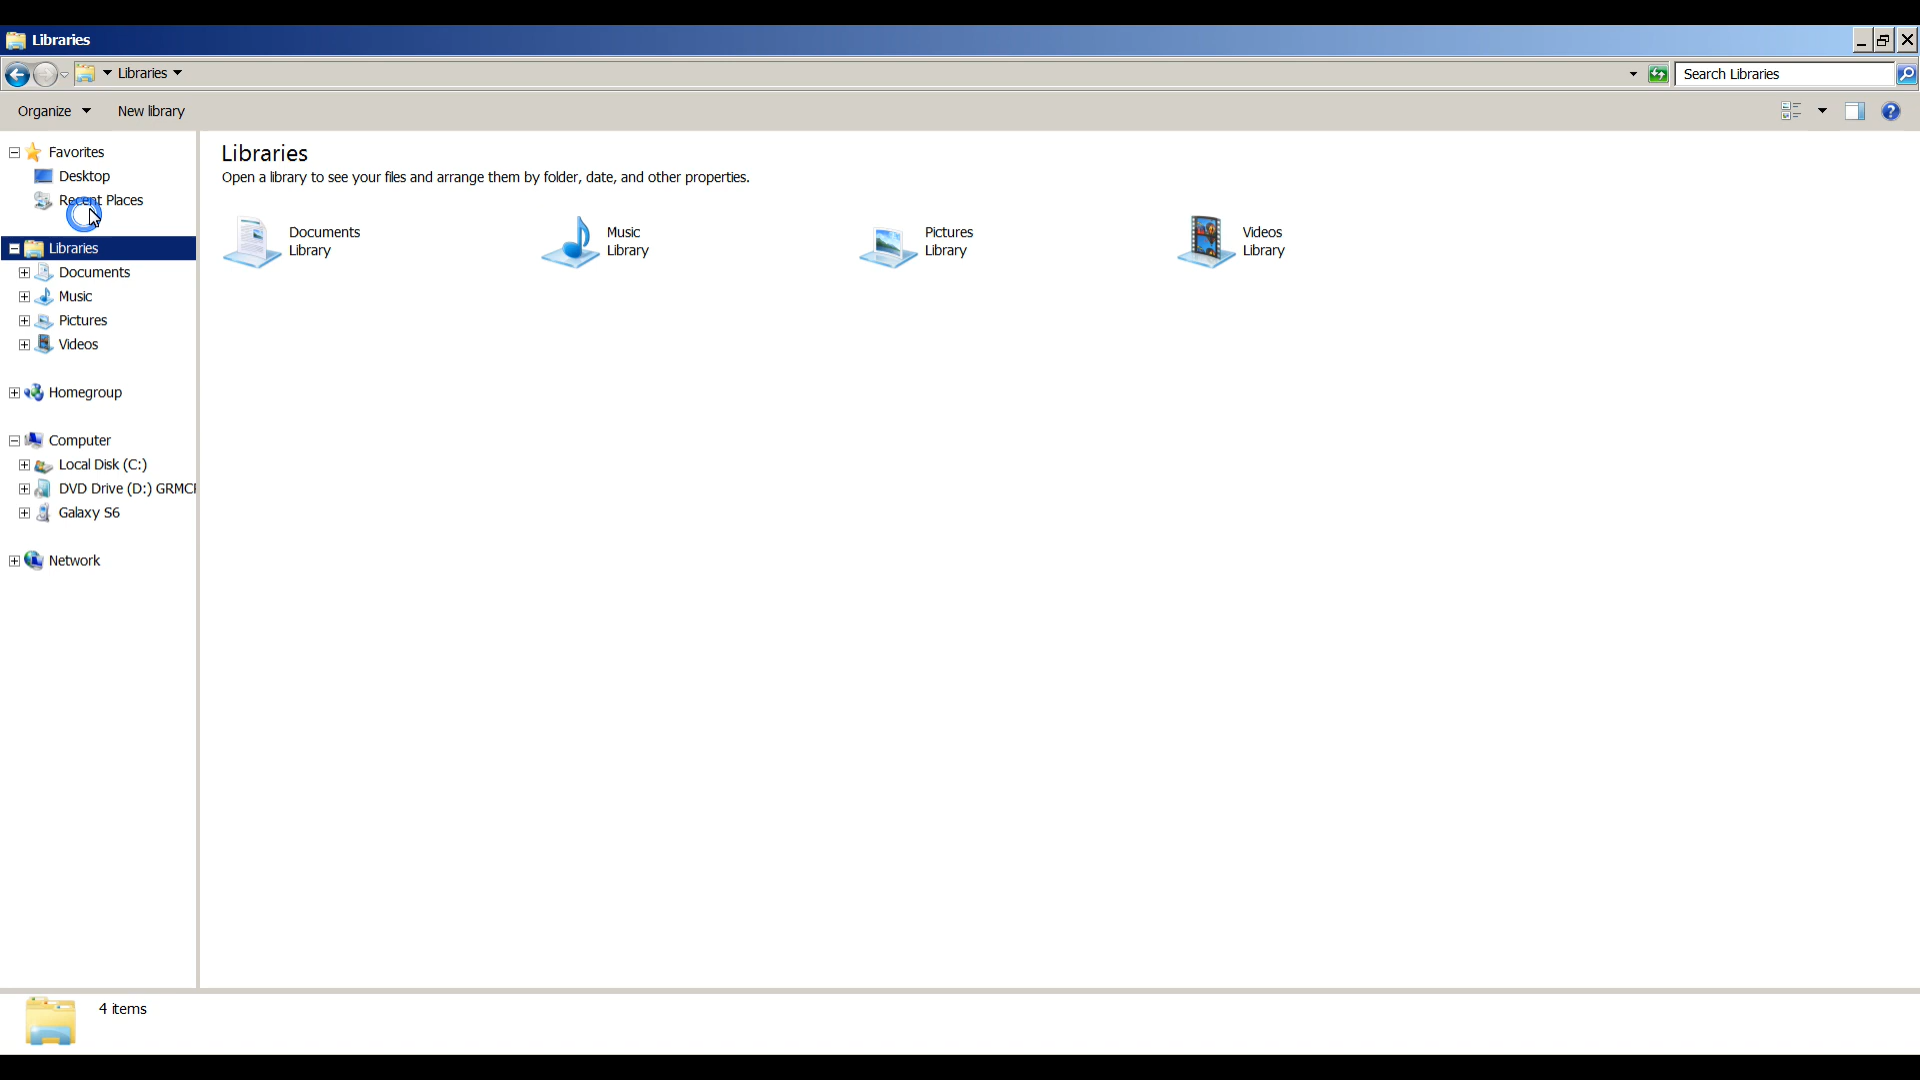 Libraries
Libraries
Search Libraries
Organize
New library
Favorites
Desktop
Recent Places
Libraries
Documents
Music
Pictures
Videos
Homegroup
Computer
Local Disk (C:)
DVD Drive (D:) GRMC
Galaxy S6
Network
Libraries
Open a library to see your files and arrange them by folder, date, and other properties.
Documents
Library
Music
Library
Pictures
Library
Videos
Library
4 items